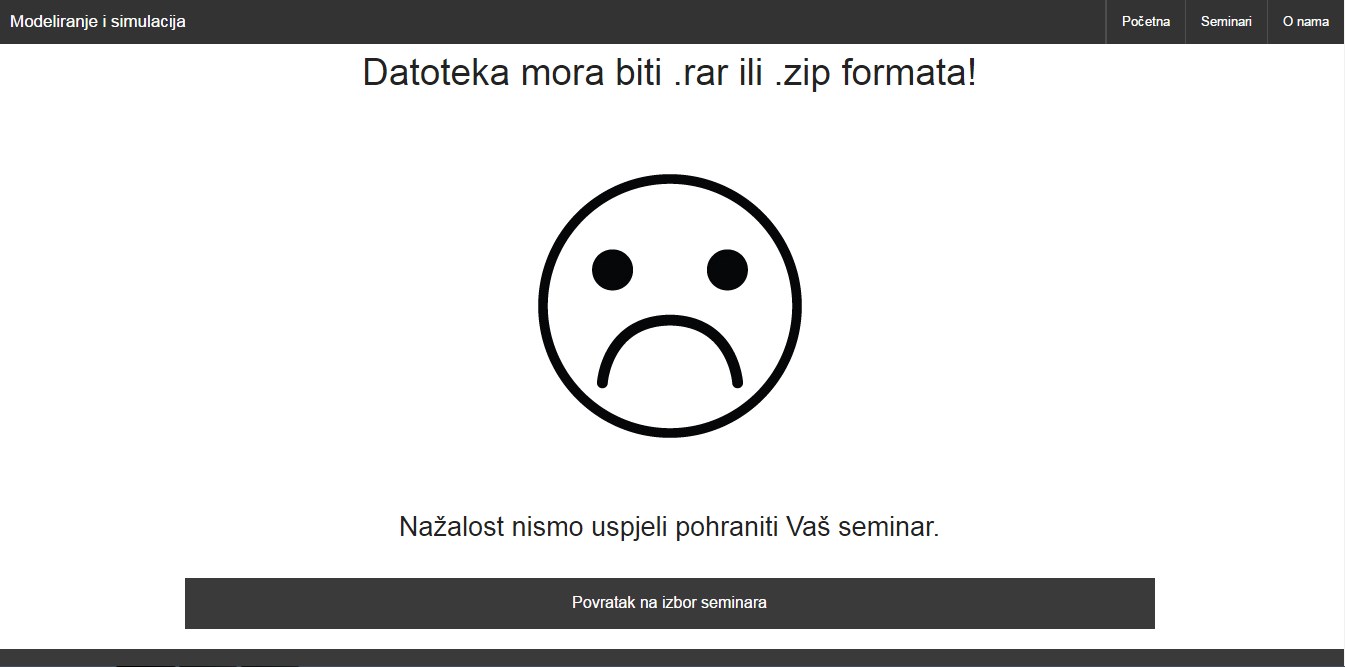 Modeliranje i simulacija
Početna
Seminari
O nama
Datoteka mora biti .rar ili .zip formata!
Nažalost nismo uspjeli pohraniti Vaš seminar.
Povratak na izbor seminara